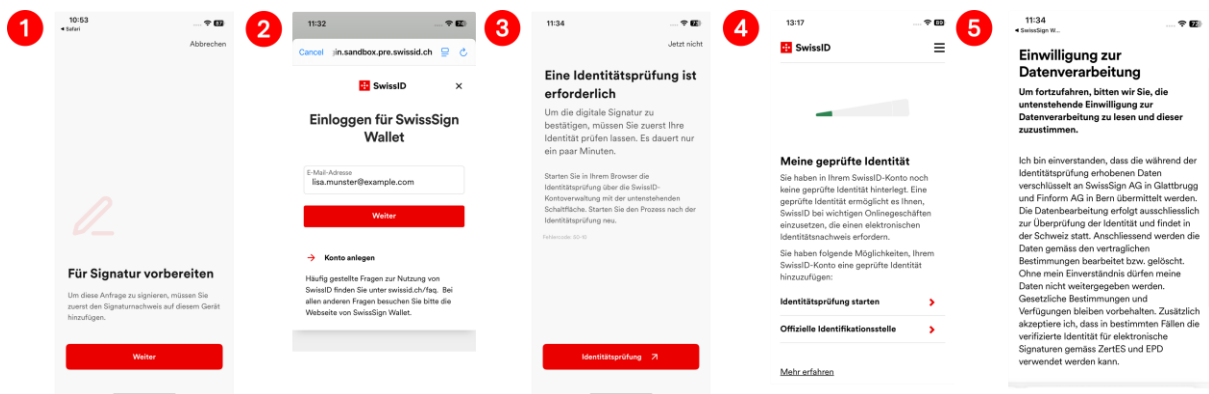 1
10:53
87
Safari
Abbrechen
Für Signatur vorbereiten
Um diese Anfrage zu signieren, müssen Sie
zuerst den Signaturnachweis auf diesem Gerät
hinzufügen.
Weiter
2
11:32
Cancel
in.sandbox.pre.swissid.ch
SwissID
Einloggen für SwissSign
Wallet
E-Mail-Adresse
lisa.munster@example.com
Weiter
Konto anlegen
Häufig gestellte Fragen zur Nutzung von
SwissID finden Sie unter swissid.ch/faq. Bei
allen anderen Fragen besuchen Sie bitte die
Webseite von SwissSign Wallet.
3
11:34
Jetzt nicht
Eine Identitätsprüfung ist
erforderlich
Um die digitale Signatur zu
bestätigen, müssen Sie zuerst Ihre
Identität prüfen lassen. Es dauert nur
ein paar Minuten.
Starten Sie in Ihrem Browser die
Identitätsprüfung über die SwissID-
Kontoverwaltung mit der untenstehenden
Schaltfläche. Starten Sie den Prozess nach der
Identitätsprüfung neu.
Identitätsprüfung
4
13:17
SwissID
Meine geprüfte Identität
Sie haben in Ihrem SwissID-Konto noch
keine geprüfte Identität hinterlegt. Eine
geprüfte Identität ermöglicht es Ihnen,
SwissID bei wichtigen Onlinegeschäften
einzusetzen, die einen elektronischen
Identitätsnachweis erfordern.
Sie haben folgende Möglichkeiten, Ihrem
SwissID-Konto eine geprüfte Identität
hinzuzufügen:
Identitätsprüfung starten
Offizielle Identifikationsstelle
Mehr erfahren
5
11:34
SwissSign W...
Einwilligung zur
Datenverarbeitung
Um fortzufahren, bitten wir Sie, die
untenstehende Einwilligung zur
Datenverarbeitung zu lesen und dieser
zuzustimmen.
Ich bin einverstanden, dass die während der
Identitätsprüfung erhobenen Daten
verschlüsselt an SwissSign AG in Glattbrugg
und Finform AG in Bern übermittelt werden.
Die Datenbearbeitung erfolgt ausschliesslich
zur Überprüfung der Identität und findet in
der Schweiz statt. Anschliessend werden die
Daten gemäss den vertraglichen
Bestimmungen bearbeitet bzw. gelöscht.
Ohne mein Einverständnis dürfen meine
Daten nicht weitergegeben werden.
Gesetzliche Bestimmungen und
Verfügungen bleiben vorbehalten. Zusätzlich
akzeptiere ich, dass in bestimmten Fällen die
verifizierte Identität für elektronische
Signaturen gemäss ZertES und EPD
verwendet werden kann.